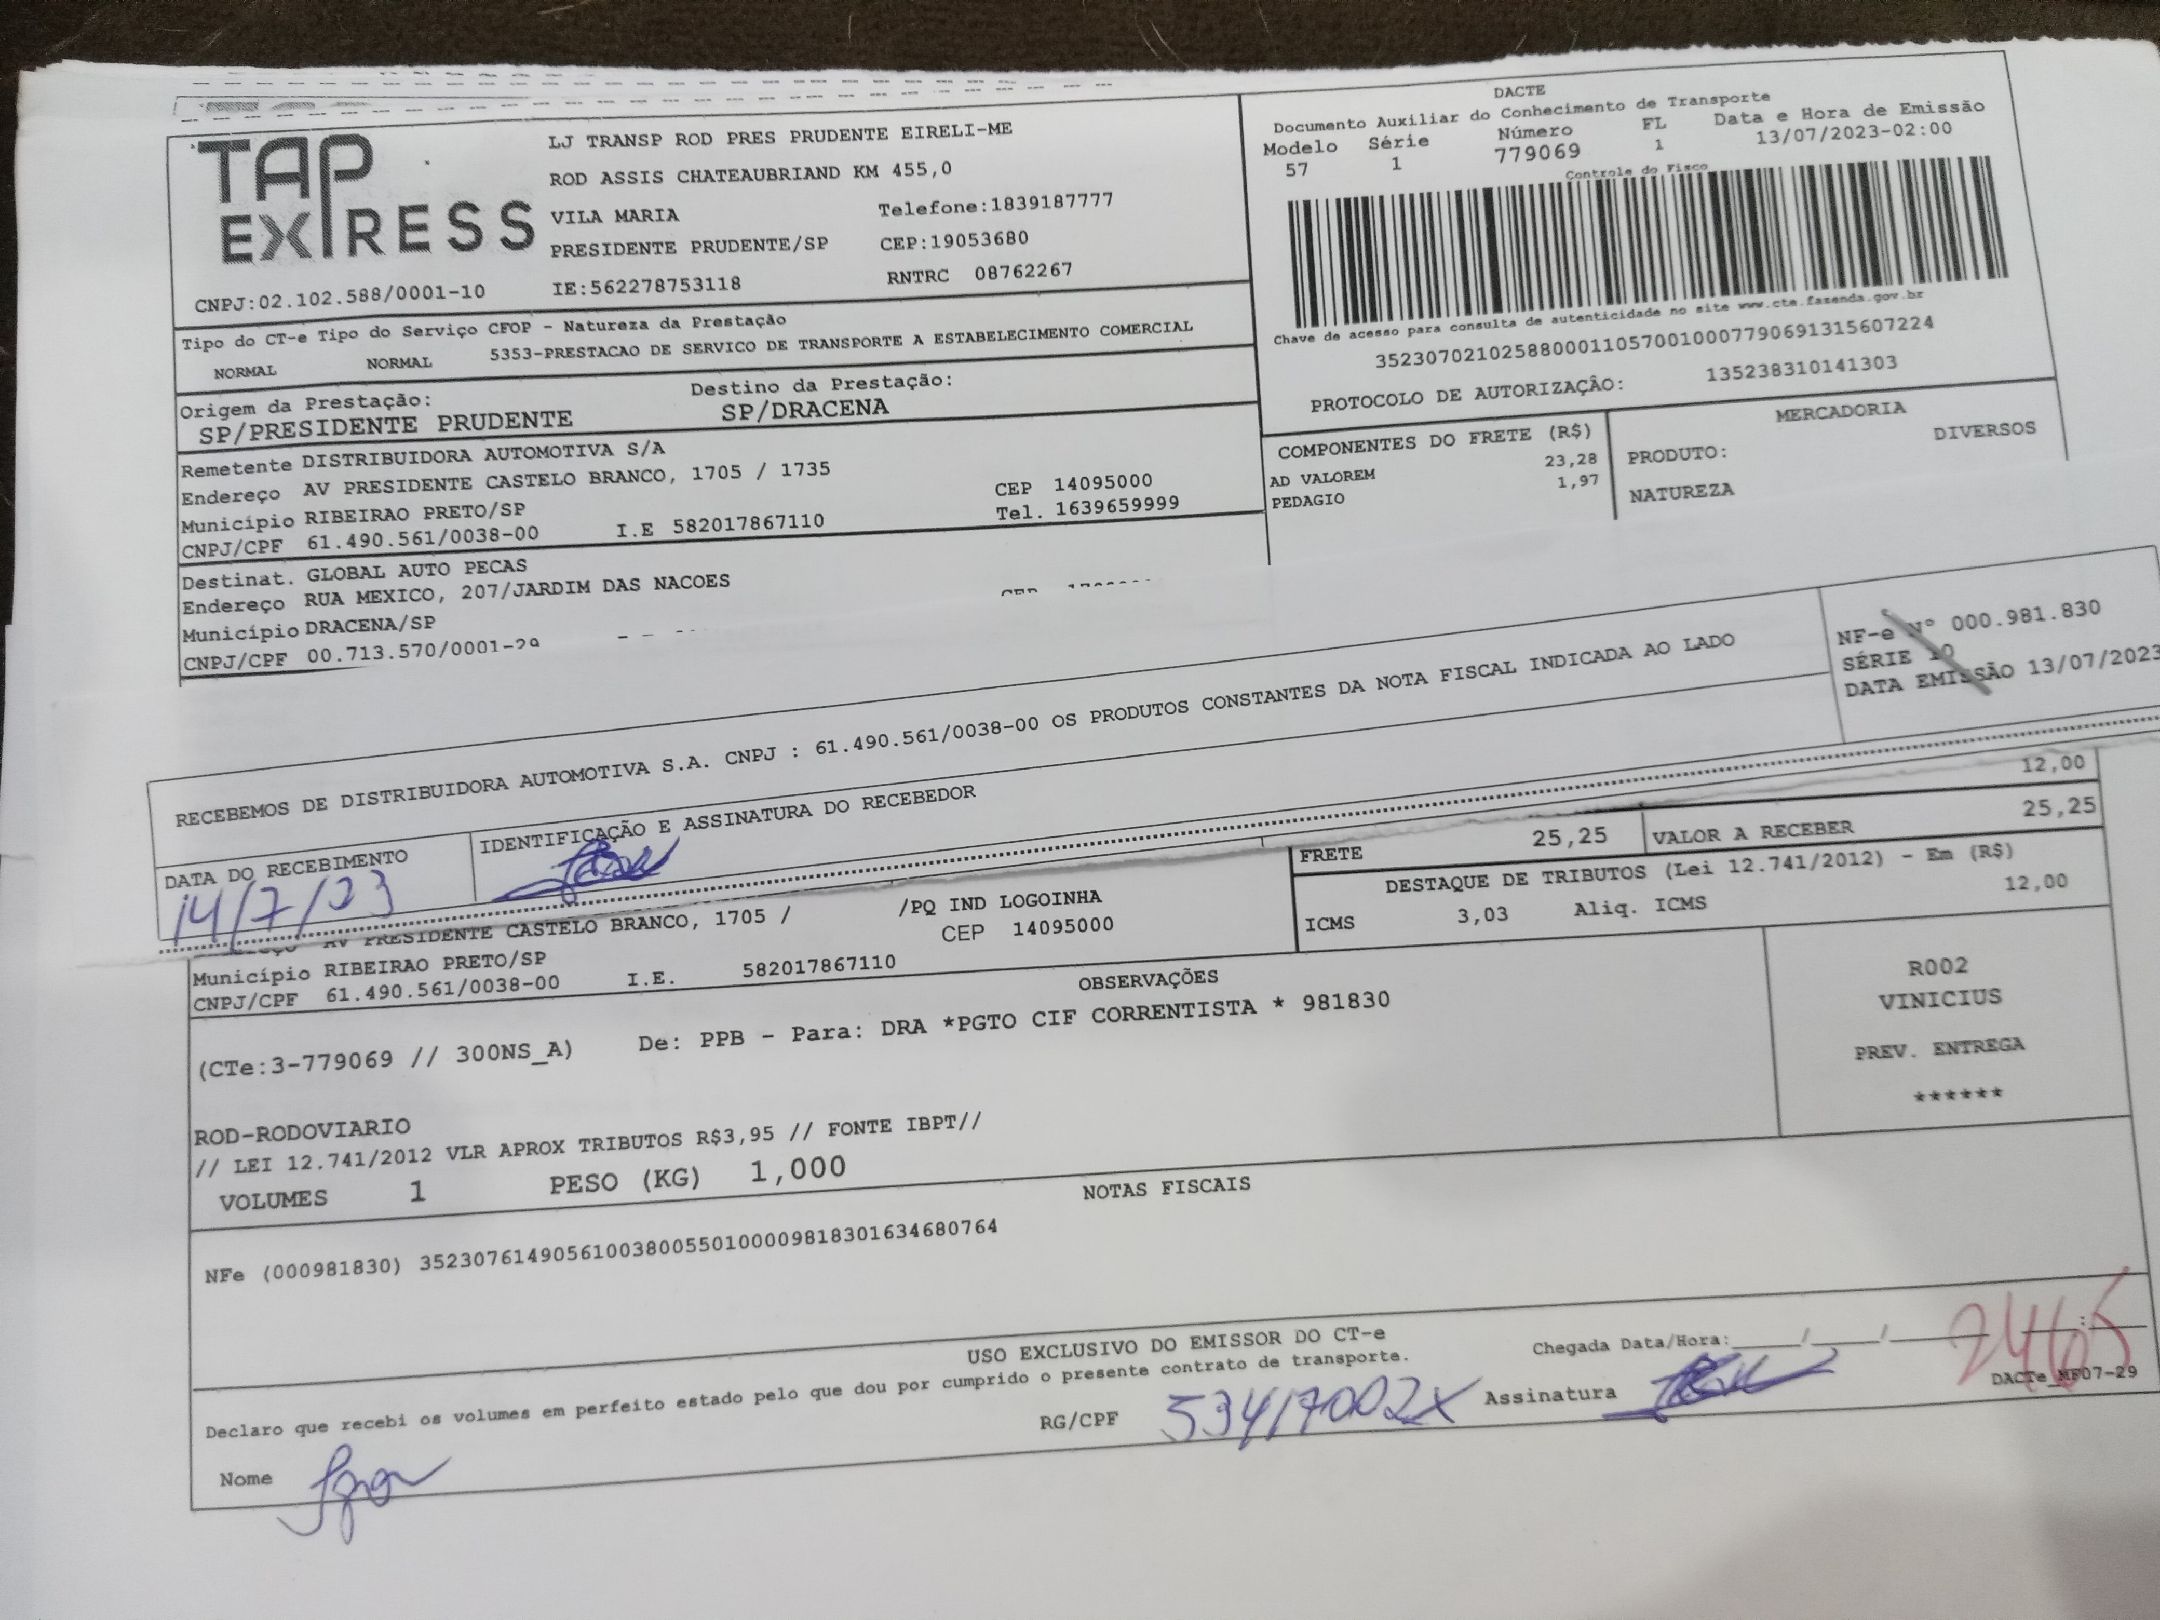 TAP EXPRESS
LJ TRANSP ROD PRES PRUDENTE EIRELI-ME
ROD ASSIS CHATEAUBRIAND KM 455,0
VILA MARIA Telefone:1839187777
PRESIDENTE PRUDENTE/SP CEP:19053680
CNPJ:02.102.588/0001-10 IE:562278753118 RNTRC 08762267
DACTE
Documento Auxiliar do Conhecimento de Transporte
Modelo Série Número FL Data e Hora de Emissão
57 1 779069 1 13/07/2023-02:00
Controle do Fisco
Chave de acesso para consulta de autenticidade no site www.cte.fazenda.gov.br
35230702102588000110570010007790691315607224
PROTOCOLO DE AUTORIZAÇÃO: 135238310141303
Tipo do CT-e Tipo do Serviço CFOP - Natureza da Prestação
NORMAL NORMAL 5353-PRESTACAO DE SERVICO DE TRANSPORTE A ESTABELECIMENTO COMERCIAL
Origem da Prestação: Destino da Prestação:
SP/PRESIDENTE PRUDENTE SP/DRACENA
Remetente DISTRIBUIDORA AUTOMOTIVA S/A
Endereço AV PRESIDENTE CASTELO BRANCO, 1705 / 1735 CEP 14095000
Município RIBEIRAO PRETO/SP Tel. 1639659999
CNPJ/CPF 61.490.561/0038-00 I.E 582017867110
COMPONENTES DO FRETE (R$)
AD VALOREM 23,28
PEDAGIO 1,97
MERCADORIA
PRODUTO: DIVERSOS
NATUREZA
Destinat. GLOBAL AUTO PECAS
Endereço RUA MEXICO, 207/JARDIM DAS NACOES
Município DRACENA/SP
CNPJ/CPF 00.713.570/0001-29
NF-e Nº 000.981.830
SÉRIE 10
DATA EMISSÃO 13/07/2023
RECEBEMOS DE DISTRIBUIDORA AUTOMOTIVA S.A. CNPJ : 61.490.561/0038-00 OS PRODUTOS CONSTANTES DA NOTA FISCAL INDICADA AO LADO
DATA DO RECEBIMENTO IDENTIFICAÇÃO E ASSINATURA DO RECEBEDOR
14/7/23
12,00
FRETE 25,25 VALOR A RECEBER 25,25
DESTAQUE DE TRIBUTOS (Lei 12.741/2012) - Em (R$)
ICMS 3,03 Aliq. ICMS 12,00
AV PRESIDENTE CASTELO BRANCO, 1705 / /PQ IND LOGOINHA
Município RIBEIRAO PRETO/SP CEP 14095000
CNPJ/CPF 61.490.561/0038-00 I.E. 582017867110
OBSERVAÇÕES
(CTe:3-779069 // 300NS_A) De: PPB - Para: DRA *PGTO CIF CORRENTISTA * 981830
R002
VINICIUS
PREV. ENTREGA
******
ROD-RODOVIARIO
// LEI 12.741/2012 VLR APROX TRIBUTOS R$3,95 // FONTE IBPT//
VOLUMES 1 PESO (KG) 1,000
NOTAS FISCAIS
NFe (000981830) 35230761490561003800550100009818301634680764
USO EXCLUSIVO DO EMISSOR DO CT-e
Declaro que recebi os volumes em perfeito estado pelo que dou por cumprido o presente contrato de transporte.
Chegada Data/Hora:_____/_____/_______ ___:___
2465
Nome RG/CPF 53417002X Assinatura
DACTe_MF07-29